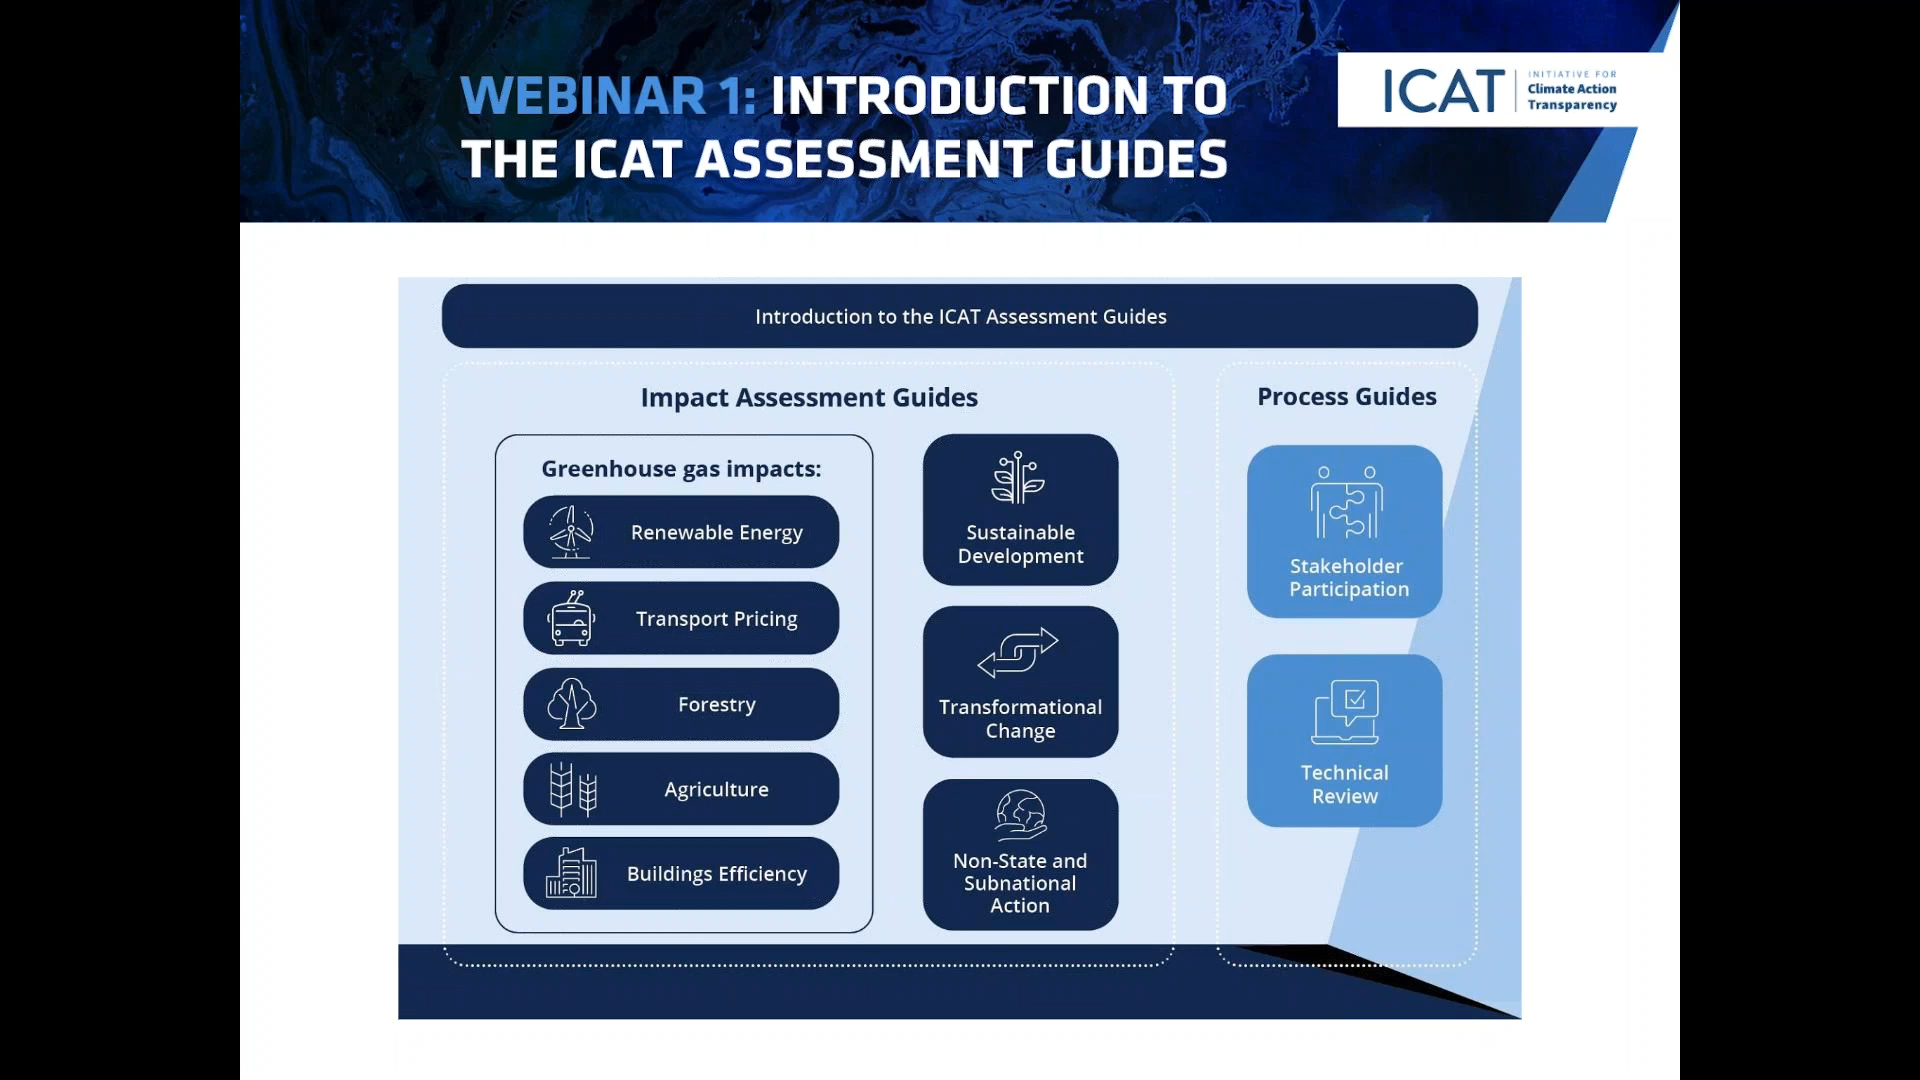 WEBINAR 1: INTRODUCTION TO
THE ICAT ASSESSMENT GUIDES
ICAT
INITIATIVE FOR
Climate Action
Transparency
Introduction to the ICAT Assessment Guides
Impact Assessment Guides
Greenhouse gas impacts:
Renewable Energy
Transport Pricing
Forestry
Agriculture
Buildings Efficiency
Sustainable
Development
Transformational
Change
Non-State and
Subnational
Action
Process Guides
Stakeholder
Participation
Technical
Review